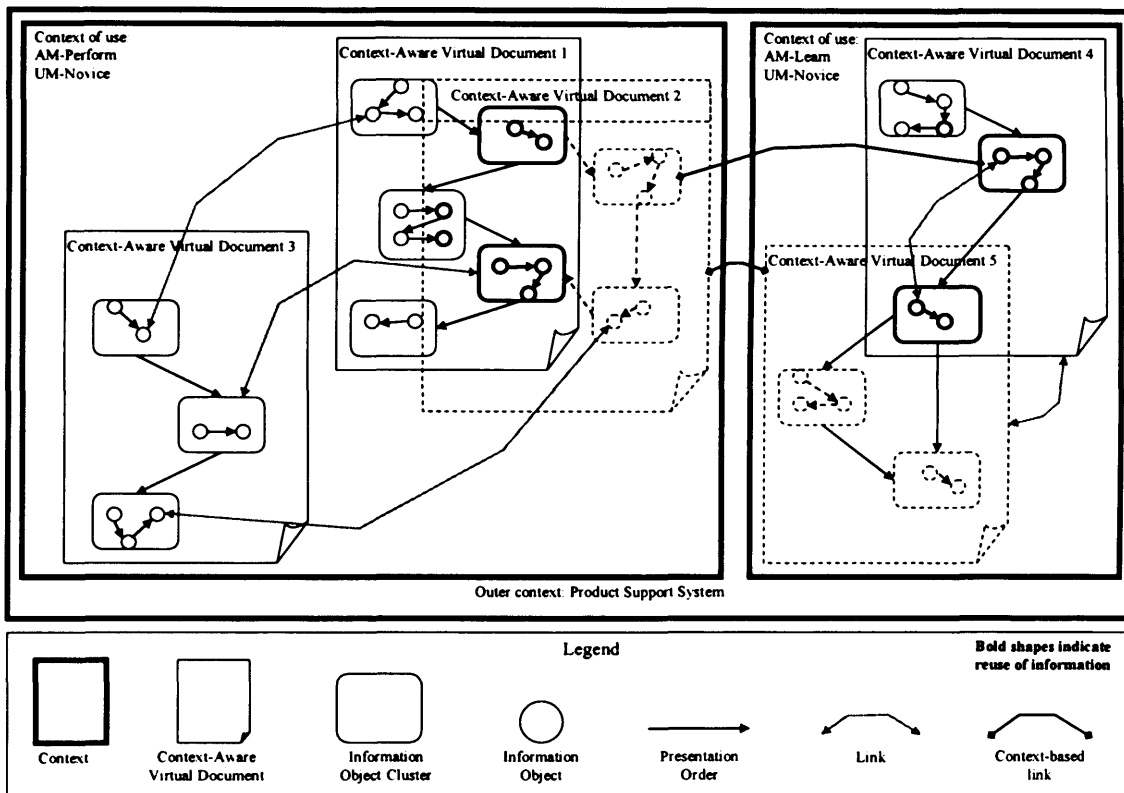 Context of use:
AM-Perform
UM-Novice
Context-Aware Virtual Document 1
Context-Aware Virtual Document 2
Context-Aware Virtual Document 3
Context of use:
AM-Learn
UM-Novice
Context-Aware Virtual Document 4
Context-Aware Virtual Document 5
Outer context: Product Support System
Legend
Bold shapes indicate
reuse of information
Context
Context-Aware
Virtual Document
Information
Object Cluster
Information
Object
Presentation
Order
Link
Context-based
link